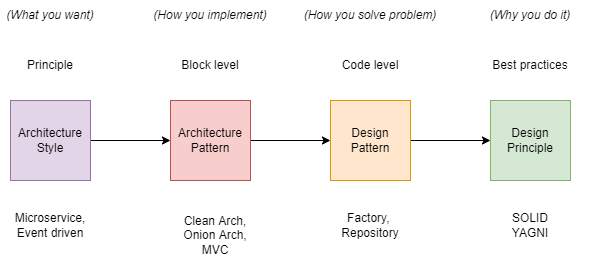 (What you want)
(How you implement)
(How you solve problem)
(Why you do it)
Principle
Block level
Code level
Best practices
Architecture
Style
Architecture
Pattern
Design
Pattern
Design
Principle
Microservice,
Event driven
Clean Arch,
Onion Arch,
MVC
Factory,
Repository
SOLID
YAGNI